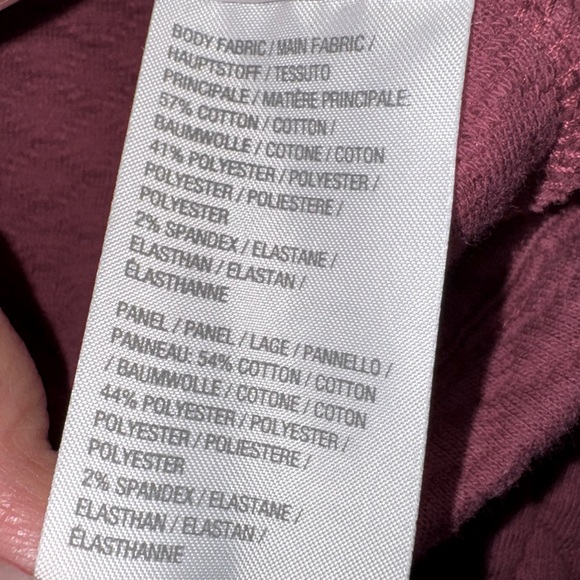 BODY FABRIC / MAIN FABRIC /
HAUPTSTOFF / TESSUTO
PRINCIPALE / MATIÈRE PRINCIPALE:
57% COTTON / COTTON /
BAUMWOLLE / COTONE / COTON
41% POLYESTER / POLYESTER /
POLYESTER / POLIESTERE /
POLYESTER
2% SPANDEX / ELASTANE /
ELASTHAN / ELASTAN /
ÉLASTHANNE
PANEL / PANEL / LAGE / PANNELLO /
PANNEAU: 54% COTTON / COTTON
/ BAUMWOLLE / COTONE / COTON
44% POLYESTER / POLYESTER /
POLYESTER / POLIESTERE /
POLYESTER
2% SPANDEX / ELASTANE /
ELASTHAN / ELASTAN /
ÉLASTHANNE